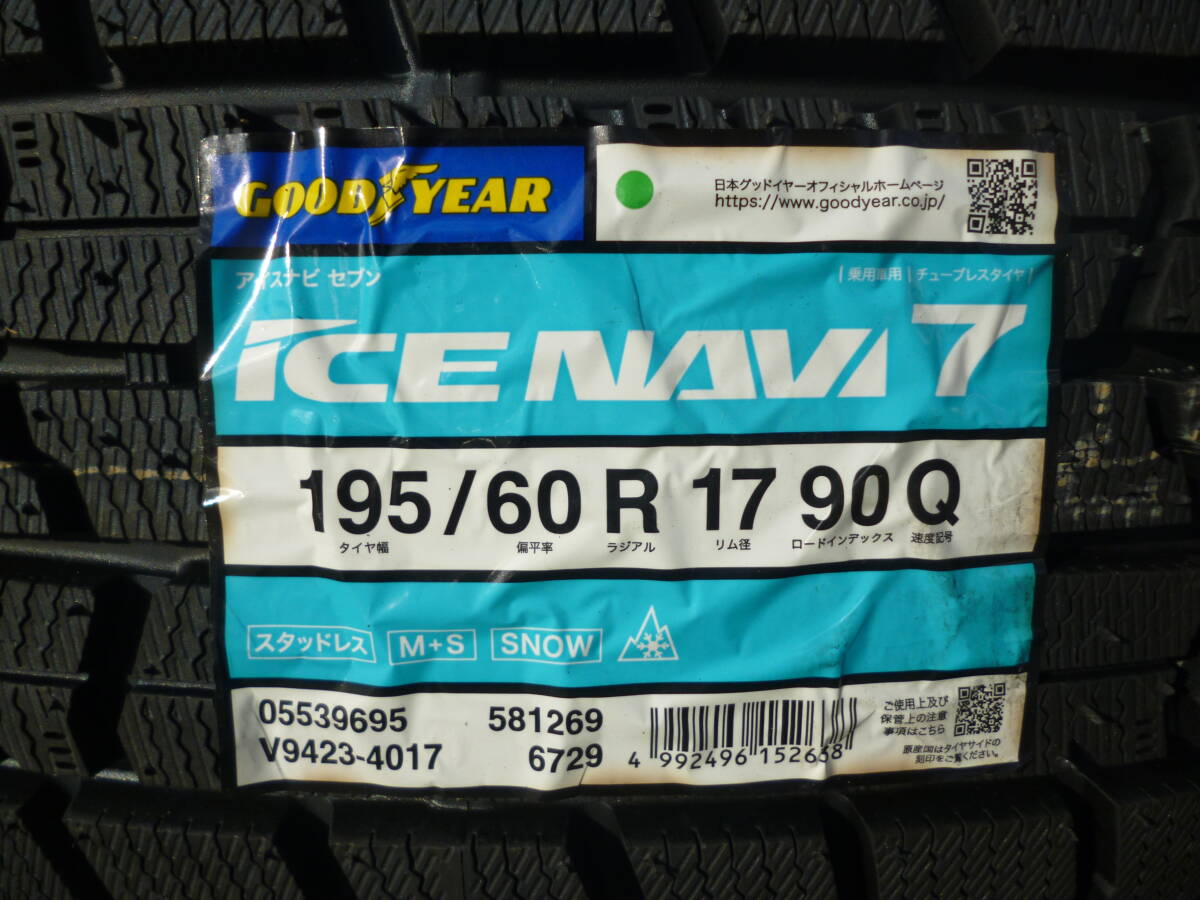 GOODYEAR
日本グッドイヤーオフィシャルホームページ
https://www.goodyear.co.jp/
アイスナビ セブン
乗用車用 チューブレスタイヤ
ICE NAVI 7
195/60 R 17 90 Q
タイヤ幅 偏平率 ラジアル リム径 ロードインデックス 速度記号
スタッドレス M+S SNOW
05539695 581269
V9423-4017 6729
4 992496 152638
ご使用上及び
保管上の注意
事項はこちら
原産国はタイヤサイドの
刻印をご覧ください。